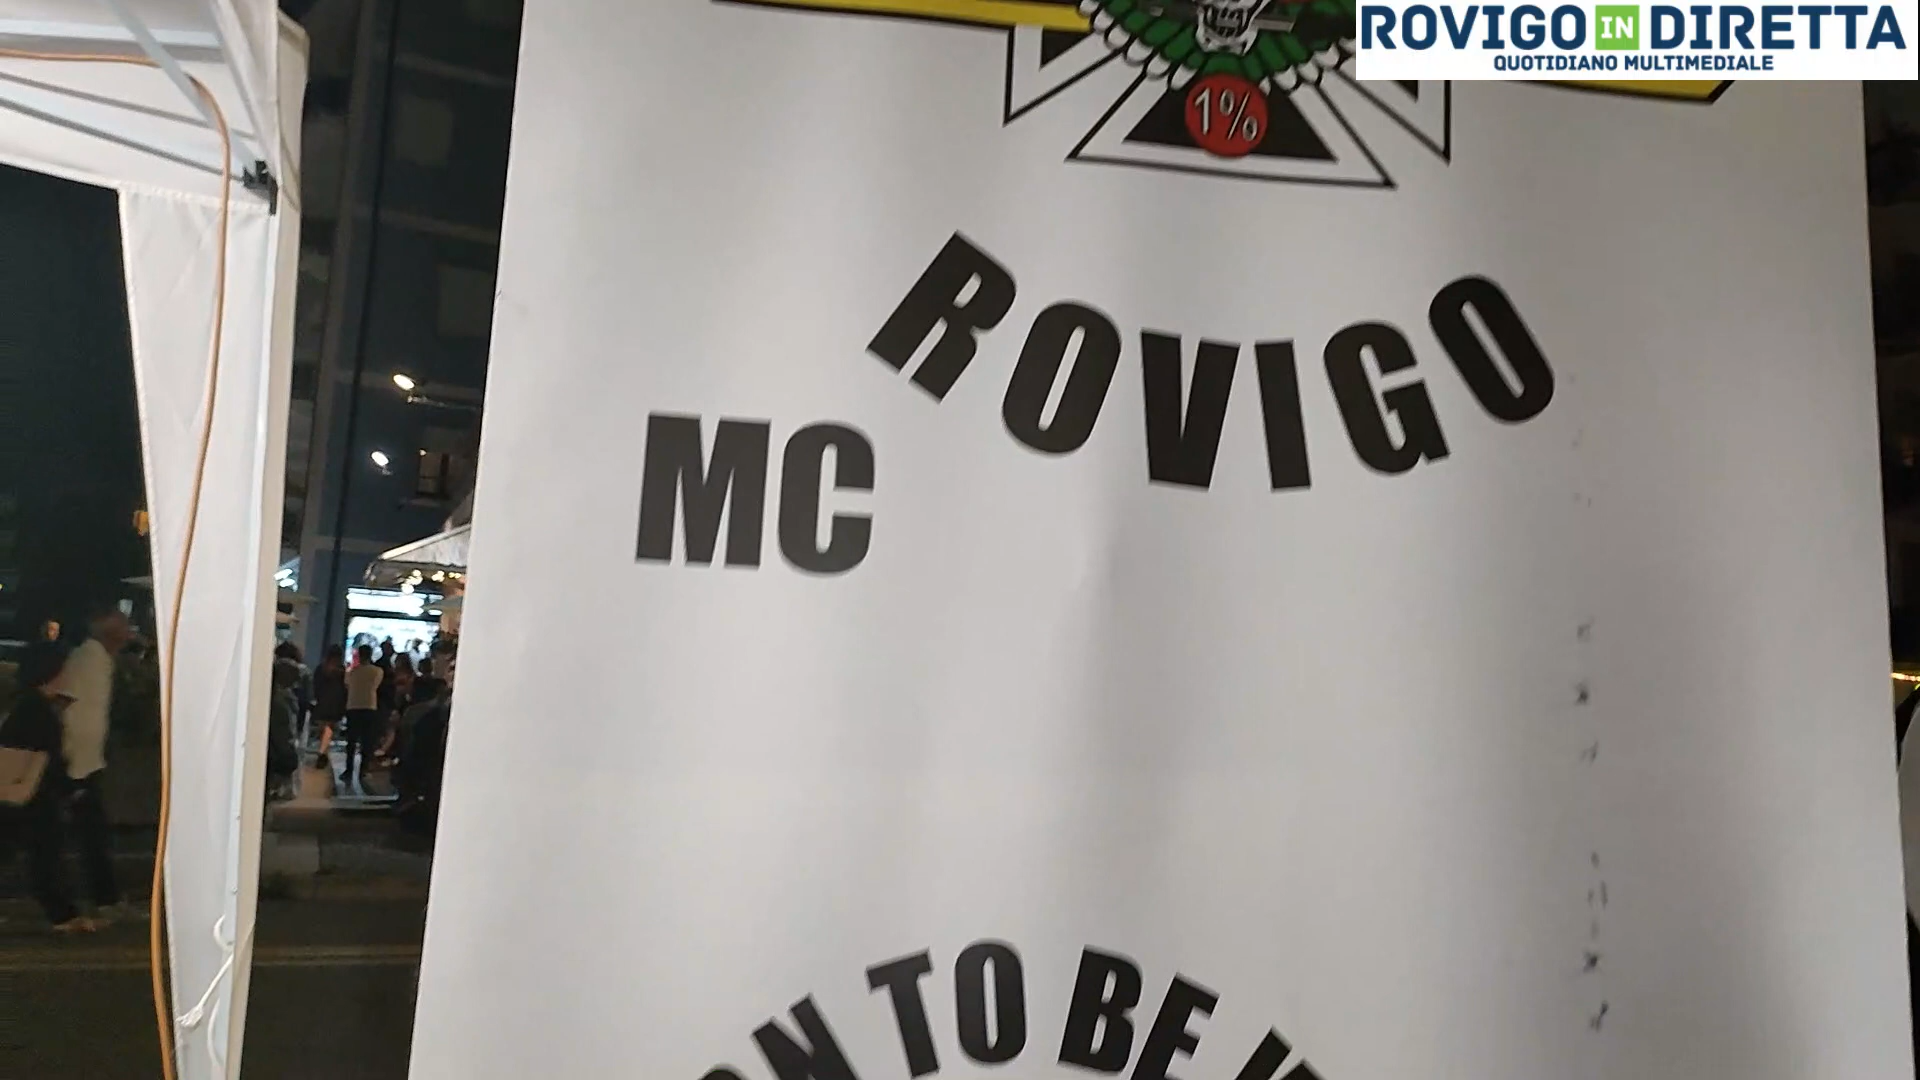 ROVIGO IN DIRETTA
QUOTIDIANO MULTIMEDIALE
1%
ROVIGO
MC
TO BE